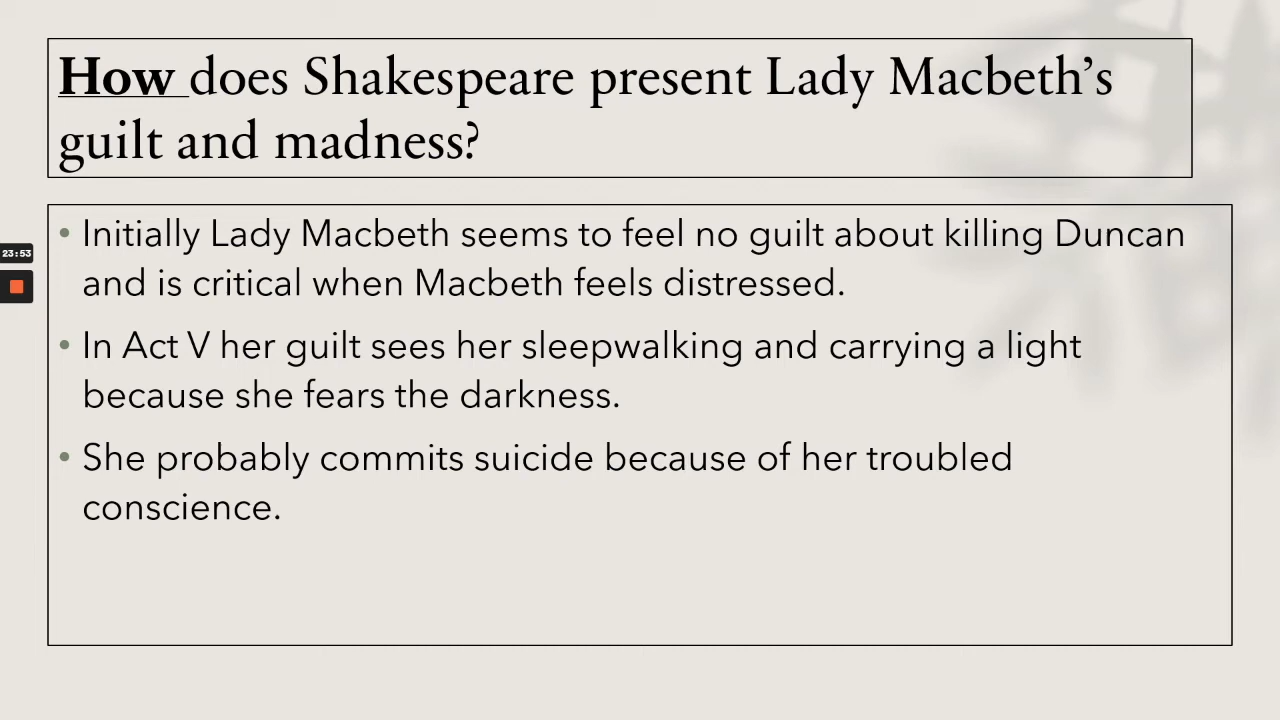 How does Shakespeare present Lady Macbeth’s
guilt and madness?
• Initially Lady Macbeth seems to feel no guilt about killing Duncan
and is critical when Macbeth feels distressed.
23:53
• In Act V her guilt sees her sleepwalking and carrying a light
because she fears the darkness.
• She probably commits suicide because of her troubled
conscience.